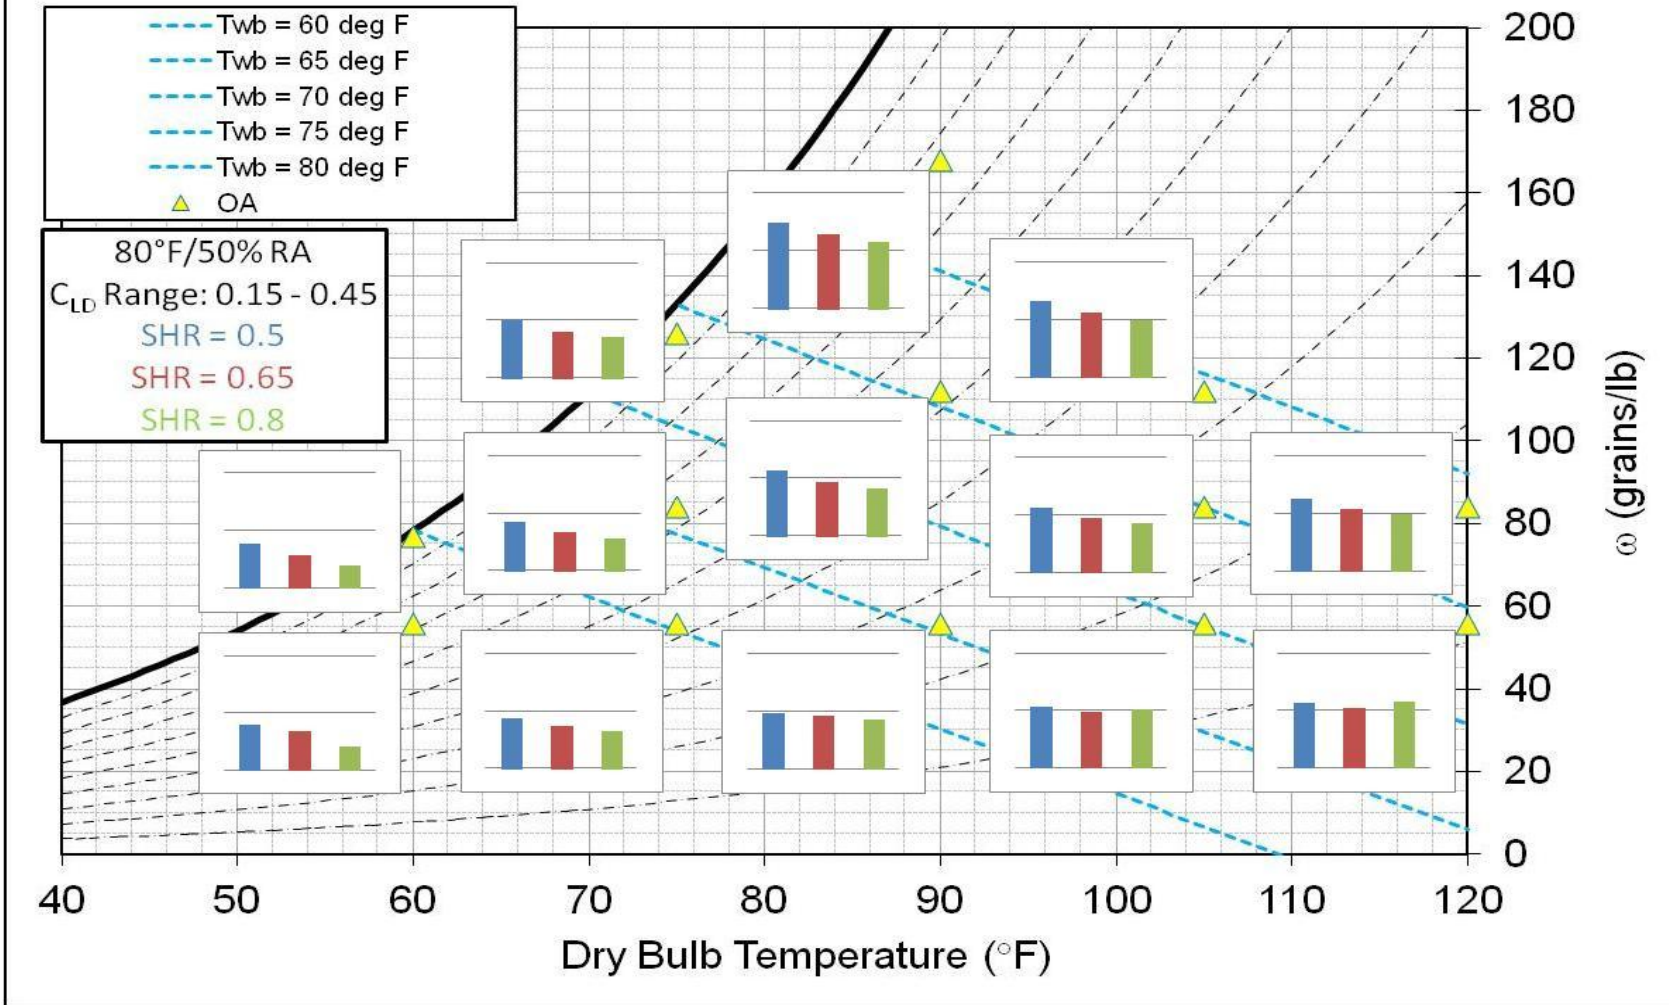 Twb = 60 deg F
Twb = 65 deg F
Twb = 70 deg F
Twb = 75 deg F
Twb = 80 deg F
OA
80°F/50% RA
CLD Range: 0.15 - 0.45
SHR = 0.5
SHR = 0.65
SHR = 0.8
200
180
160
140
120
100
80
60
40
20
0
ω (grains/lb)
40 50 60 70 80 90 100 110 120
Dry Bulb Temperature (°F)